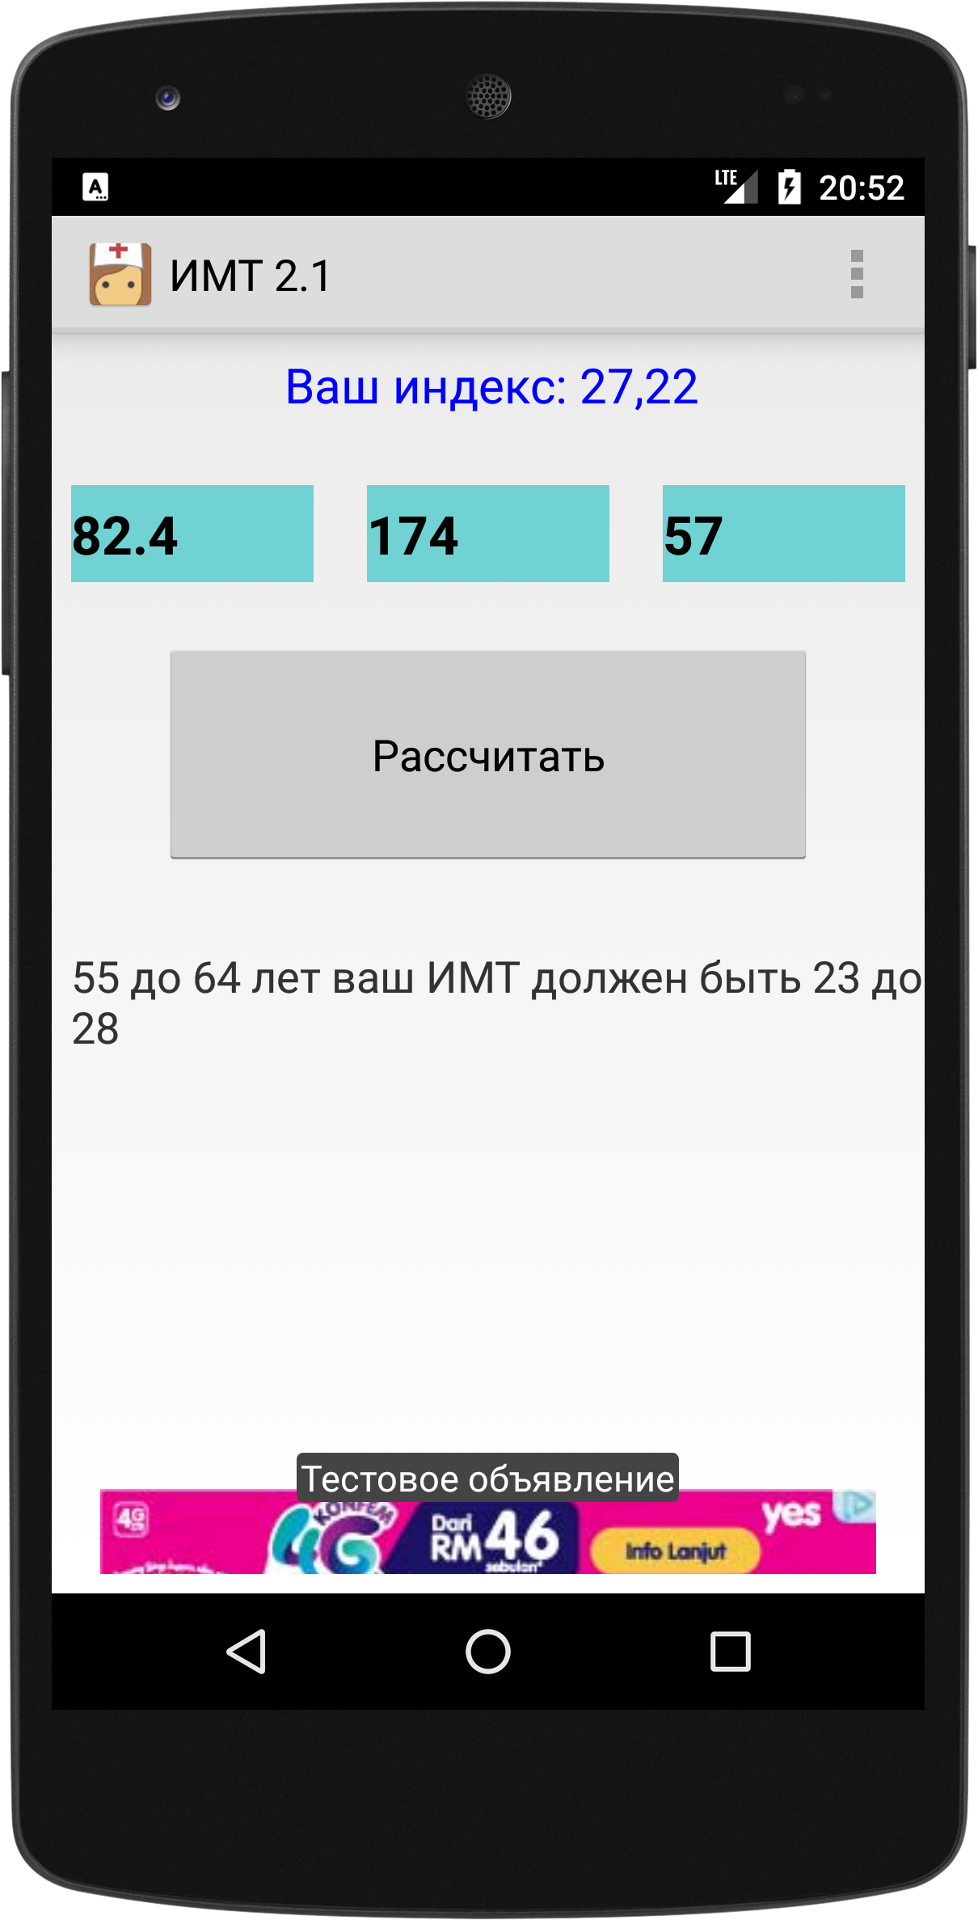 LTE 20:52
ИМТ 2.1
Ваш индекс: 27,22
82.4 174 57
Рассчитать
55 до 64 лет ваш ИМТ должен быть 23 до
28
Тестовое объявление
4G
KONFEM
4G
Dari
RM46
sebulan*
Info Lanjut
yes